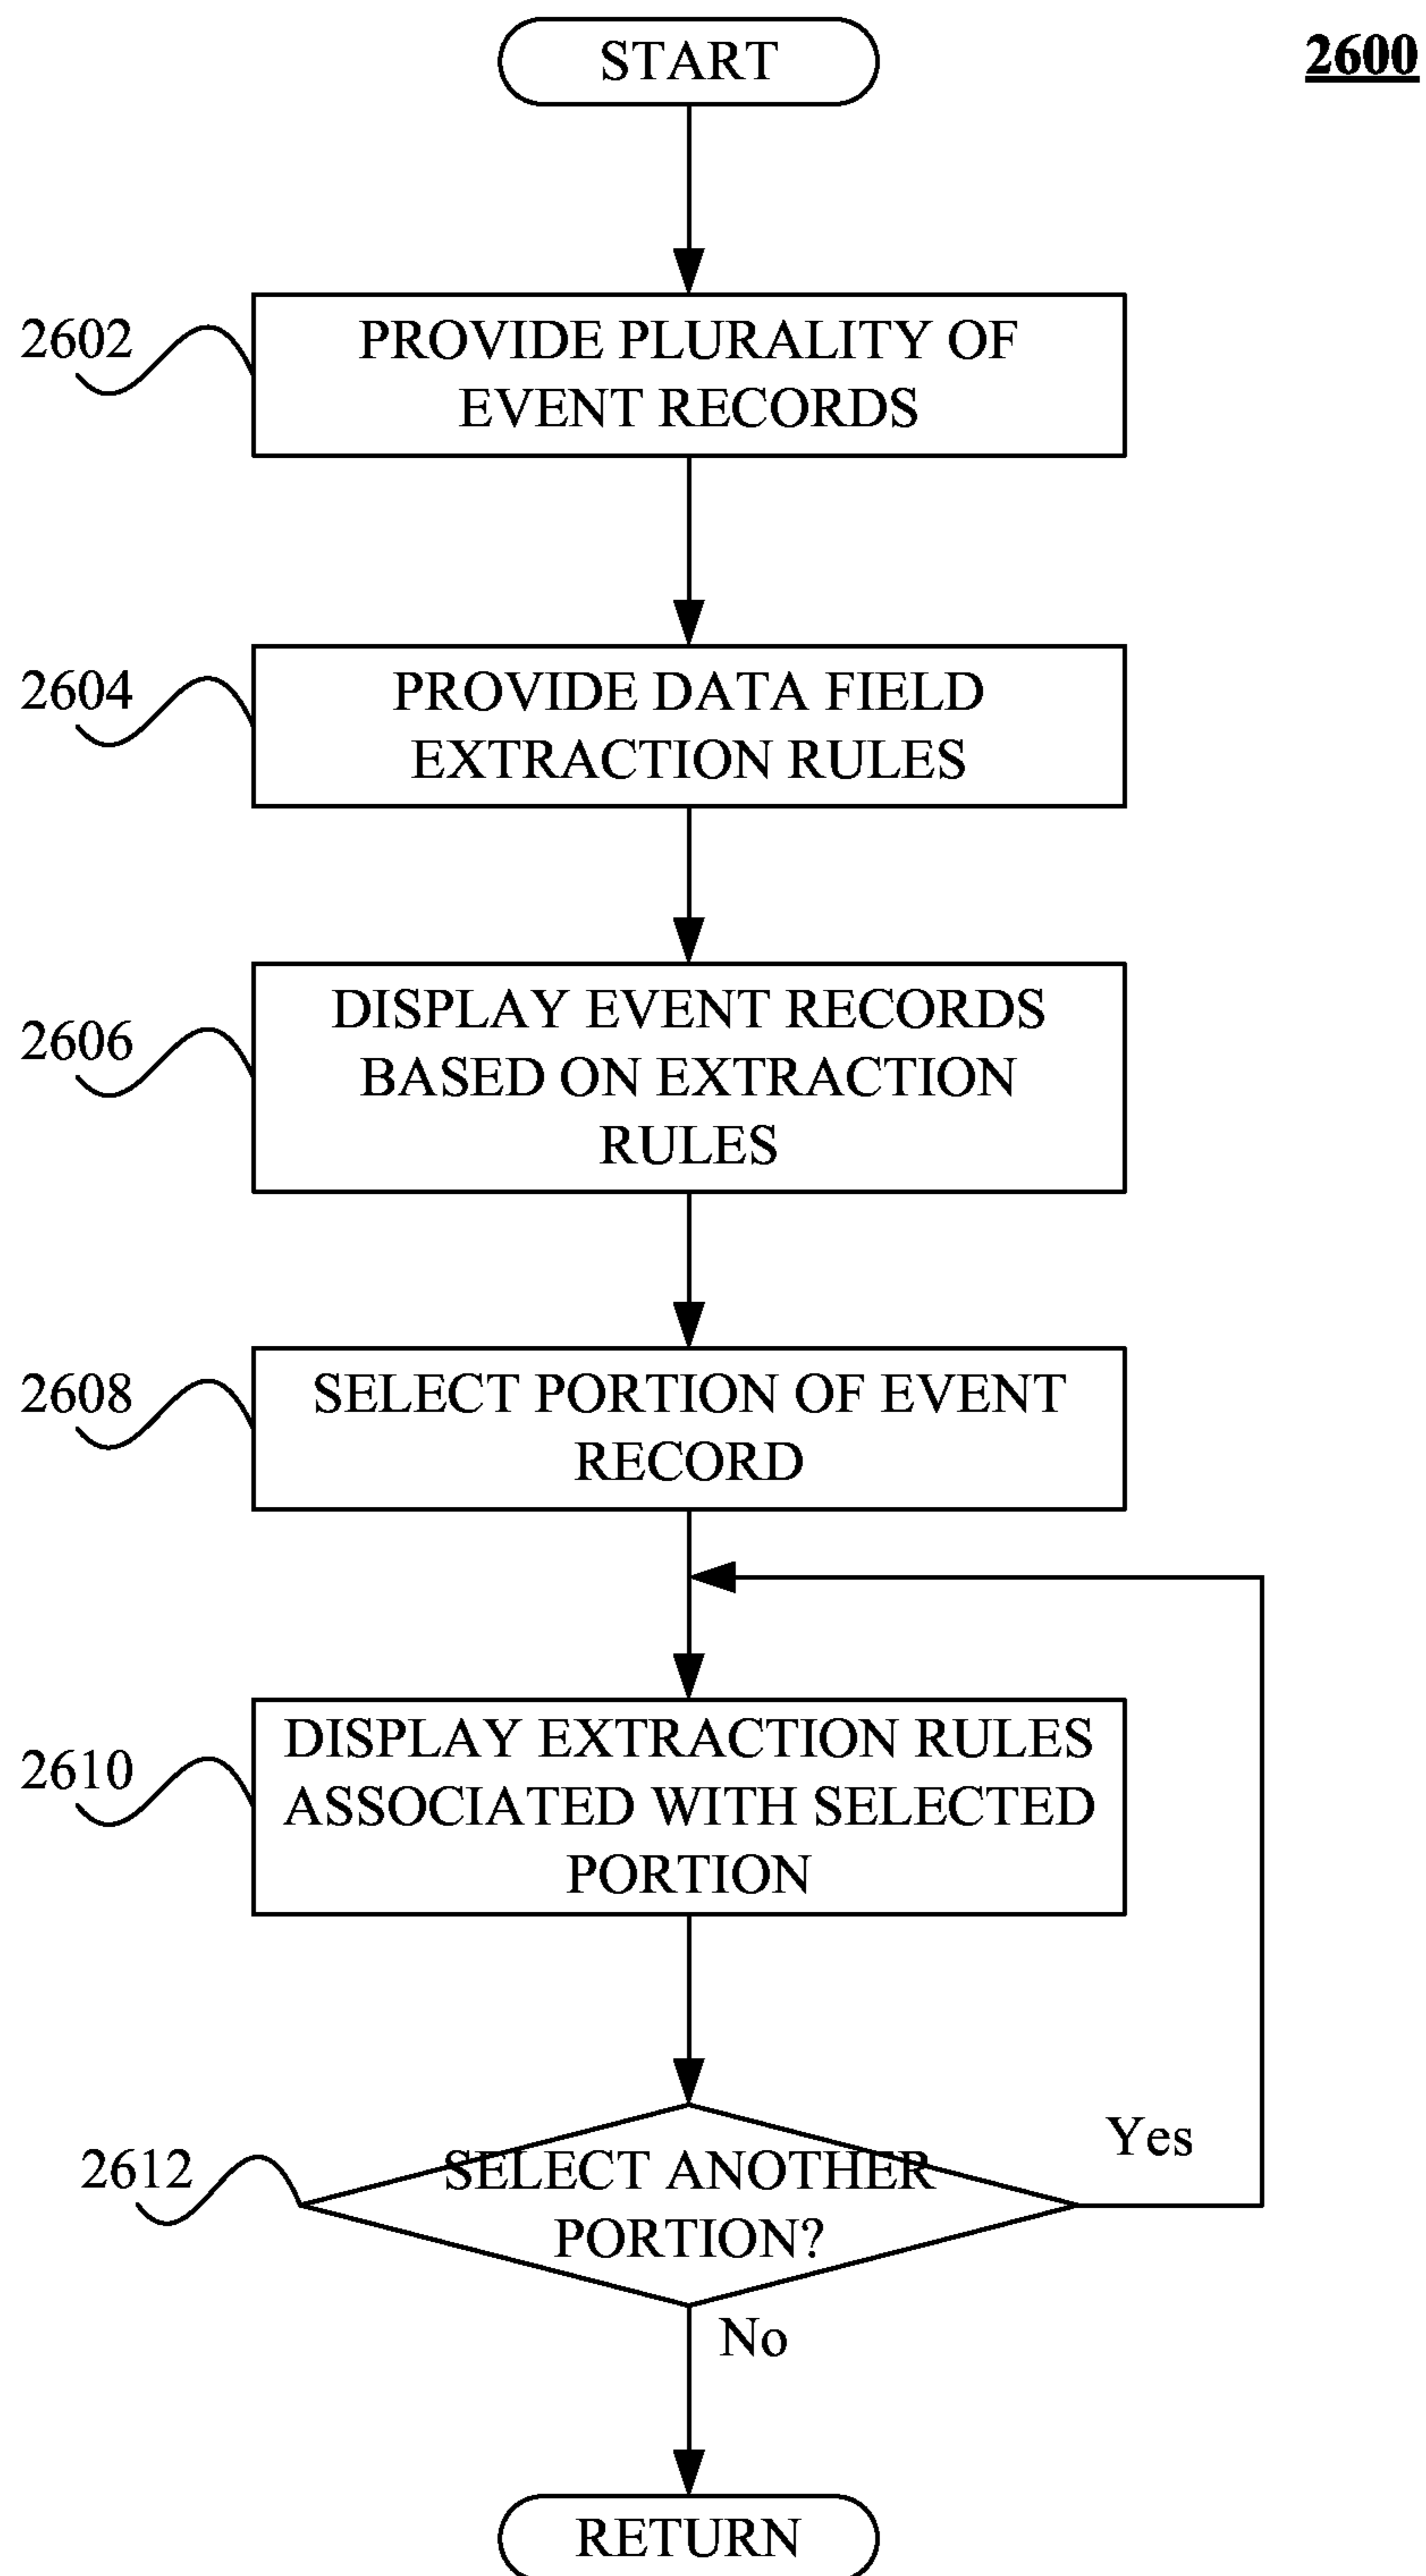 START
2600
2602
PROVIDE PLURALITY OF
EVENT RECORDS
2604
PROVIDE DATA FIELD
EXTRACTION RULES
2606
DISPLAY EVENT RECORDS
BASED ON EXTRACTION
RULES
2608
SELECT PORTION OF EVENT
RECORD
2610
DISPLAY EXTRACTION RULES
ASSOCIATED WITH SELECTED
PORTION
2612
SELECT ANOTHER
PORTION?
Yes
No
RETURN